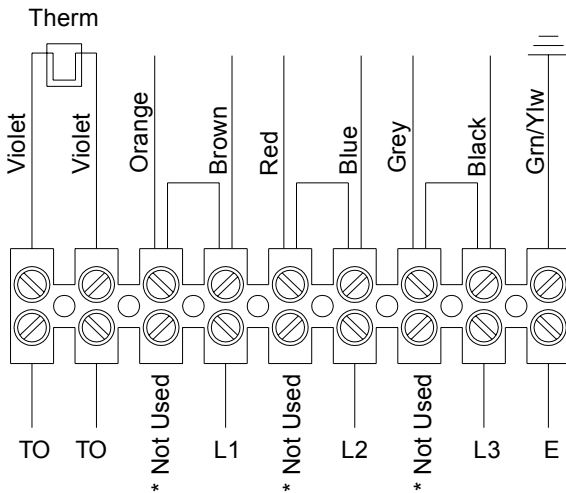 Therm
Violet
Violet
Orange
Brown
Red
Blue
Grey
Black
Grn/Ylw
TO
TO
* Not Used
L1
* Not Used
L2
* Not Used
L3
E